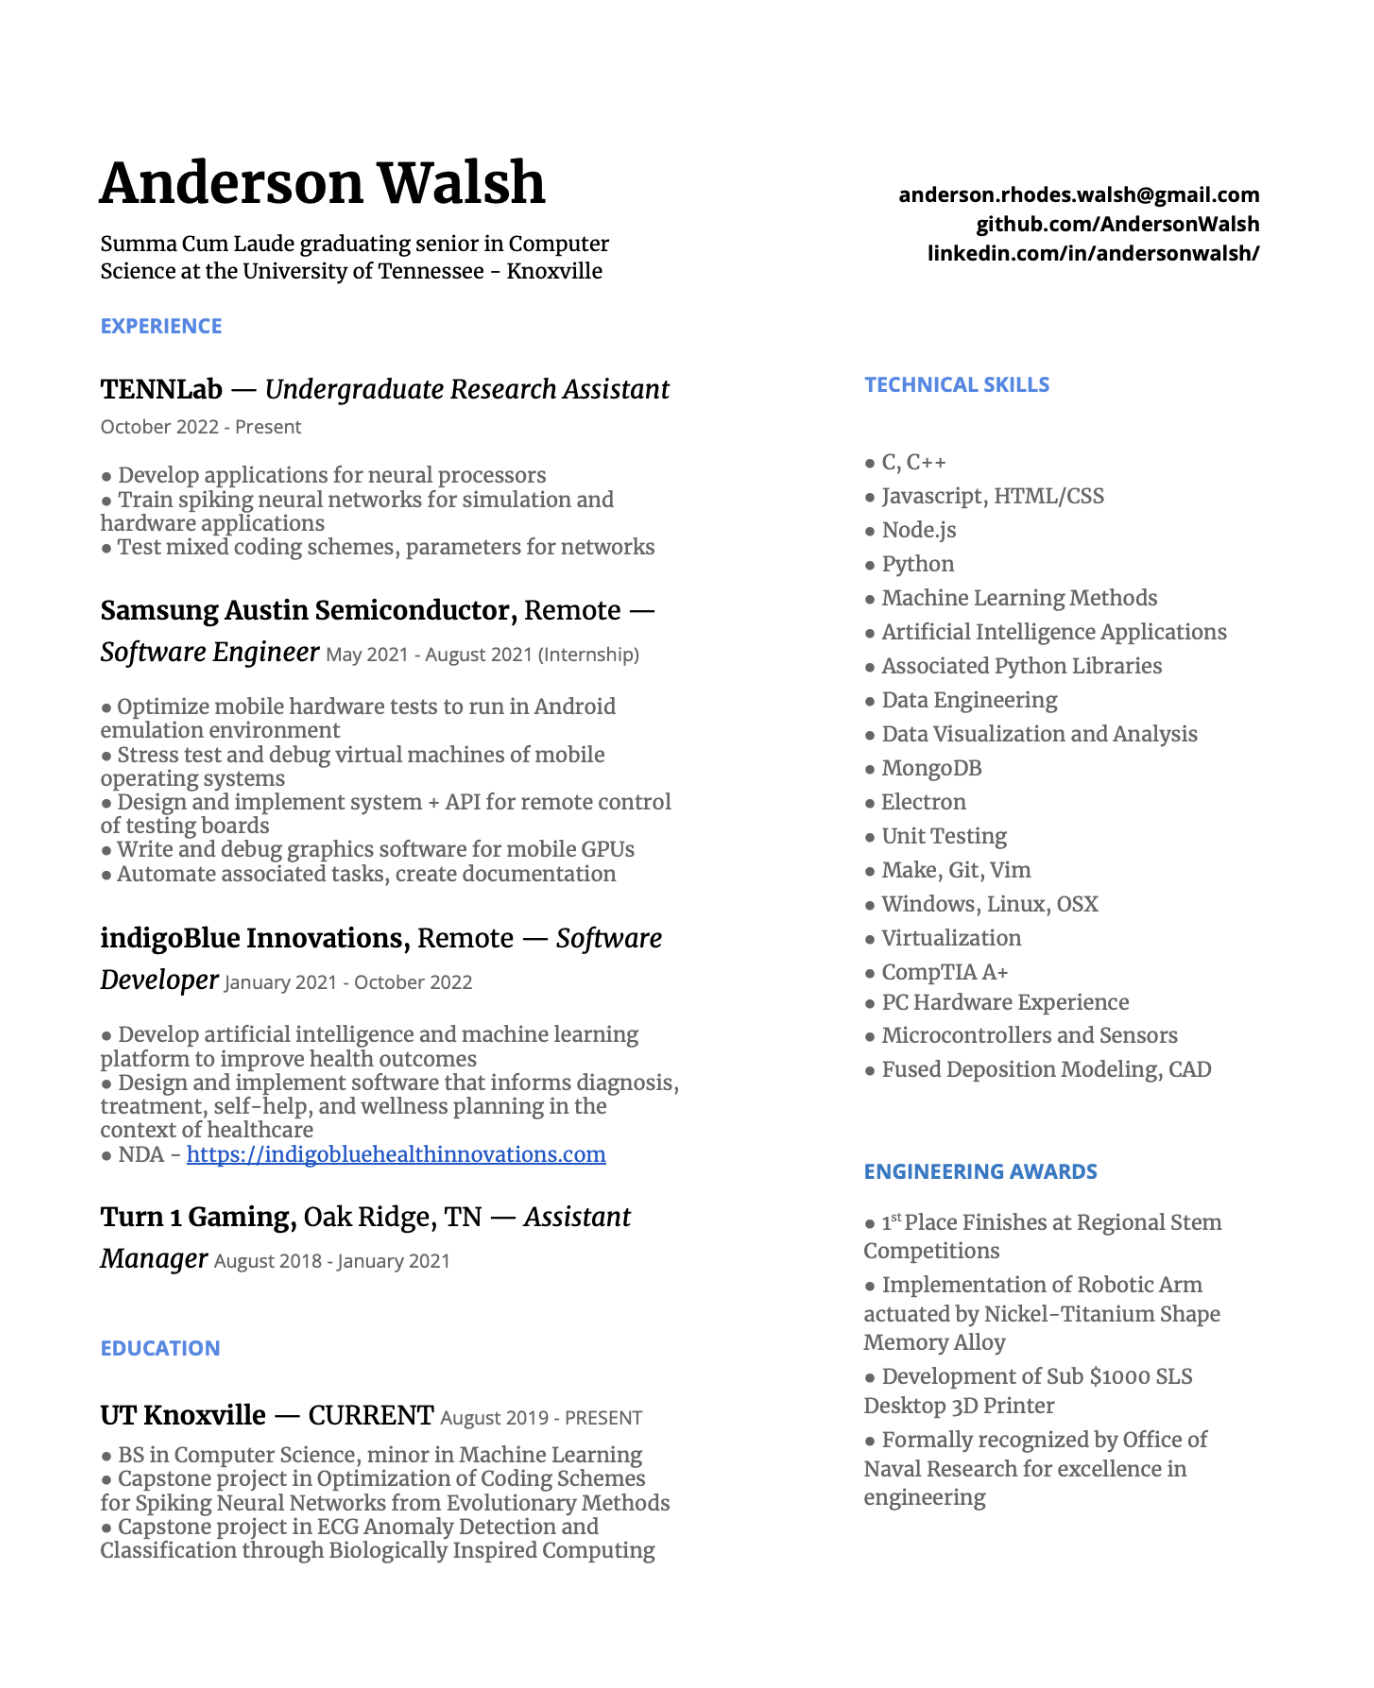 Anderson Walsh
Summa Cum Laude graduating senior in Computer
Science at the University of Tennessee - Knoxville
anderson.rhodes.walsh@gmail.com
github.com/AndersonWalsh
linkedin.com/in/andersonwalsh/
EXPERIENCE
TENNLab — Undergraduate Research Assistant
October 2022 - Present
● Develop applications for neural processors
● Train spiking neural networks for simulation and
hardware applications
● Test mixed coding schemes, parameters for networks
Samsung Austin Semiconductor, Remote —
Software Engineer May 2021 - August 2021 (Internship)
● Optimize mobile hardware tests to run in Android
emulation environment
● Stress test and debug virtual machines of mobile
operating systems
● Design and implement system + API for remote control
of testing boards
● Write and debug graphics software for mobile GPUs
● Automate associated tasks, create documentation
indigoBlue Innovations, Remote — Software
Developer January 2021 - October 2022
● Develop artificial intelligence and machine learning
platform to improve health outcomes
● Design and implement software that informs diagnosis,
treatment, self-help, and wellness planning in the
context of healthcare
● NDA - https://indigobluehealthinnovations.com
Turn 1 Gaming, Oak Ridge, TN — Assistant
Manager August 2018 - January 2021
EDUCATION
UT Knoxville — CURRENT August 2019 - PRESENT
● BS in Computer Science, minor in Machine Learning
● Capstone project in Optimization of Coding Schemes
for Spiking Neural Networks from Evolutionary Methods
● Capstone project in ECG Anomaly Detection and
Classification through Biologically Inspired Computing
TECHNICAL SKILLS
● C, C++
● Javascript, HTML/CSS
● Node.js
● Python
● Machine Learning Methods
● Artificial Intelligence Applications
● Associated Python Libraries
● Data Engineering
● Data Visualization and Analysis
● MongoDB
● Electron
● Unit Testing
● Make, Git, Vim
● Windows, Linux, OSX
● Virtualization
● CompTIA A+
● PC Hardware Experience
● Microcontrollers and Sensors
● Fused Deposition Modeling, CAD
ENGINEERING AWARDS
● 1st Place Finishes at Regional Stem
Competitions
● Implementation of Robotic Arm
actuated by Nickel-Titanium Shape
Memory Alloy
● Development of Sub $1000 SLS
Desktop 3D Printer
● Formally recognized by Office of
Naval Research for excellence in
engineering